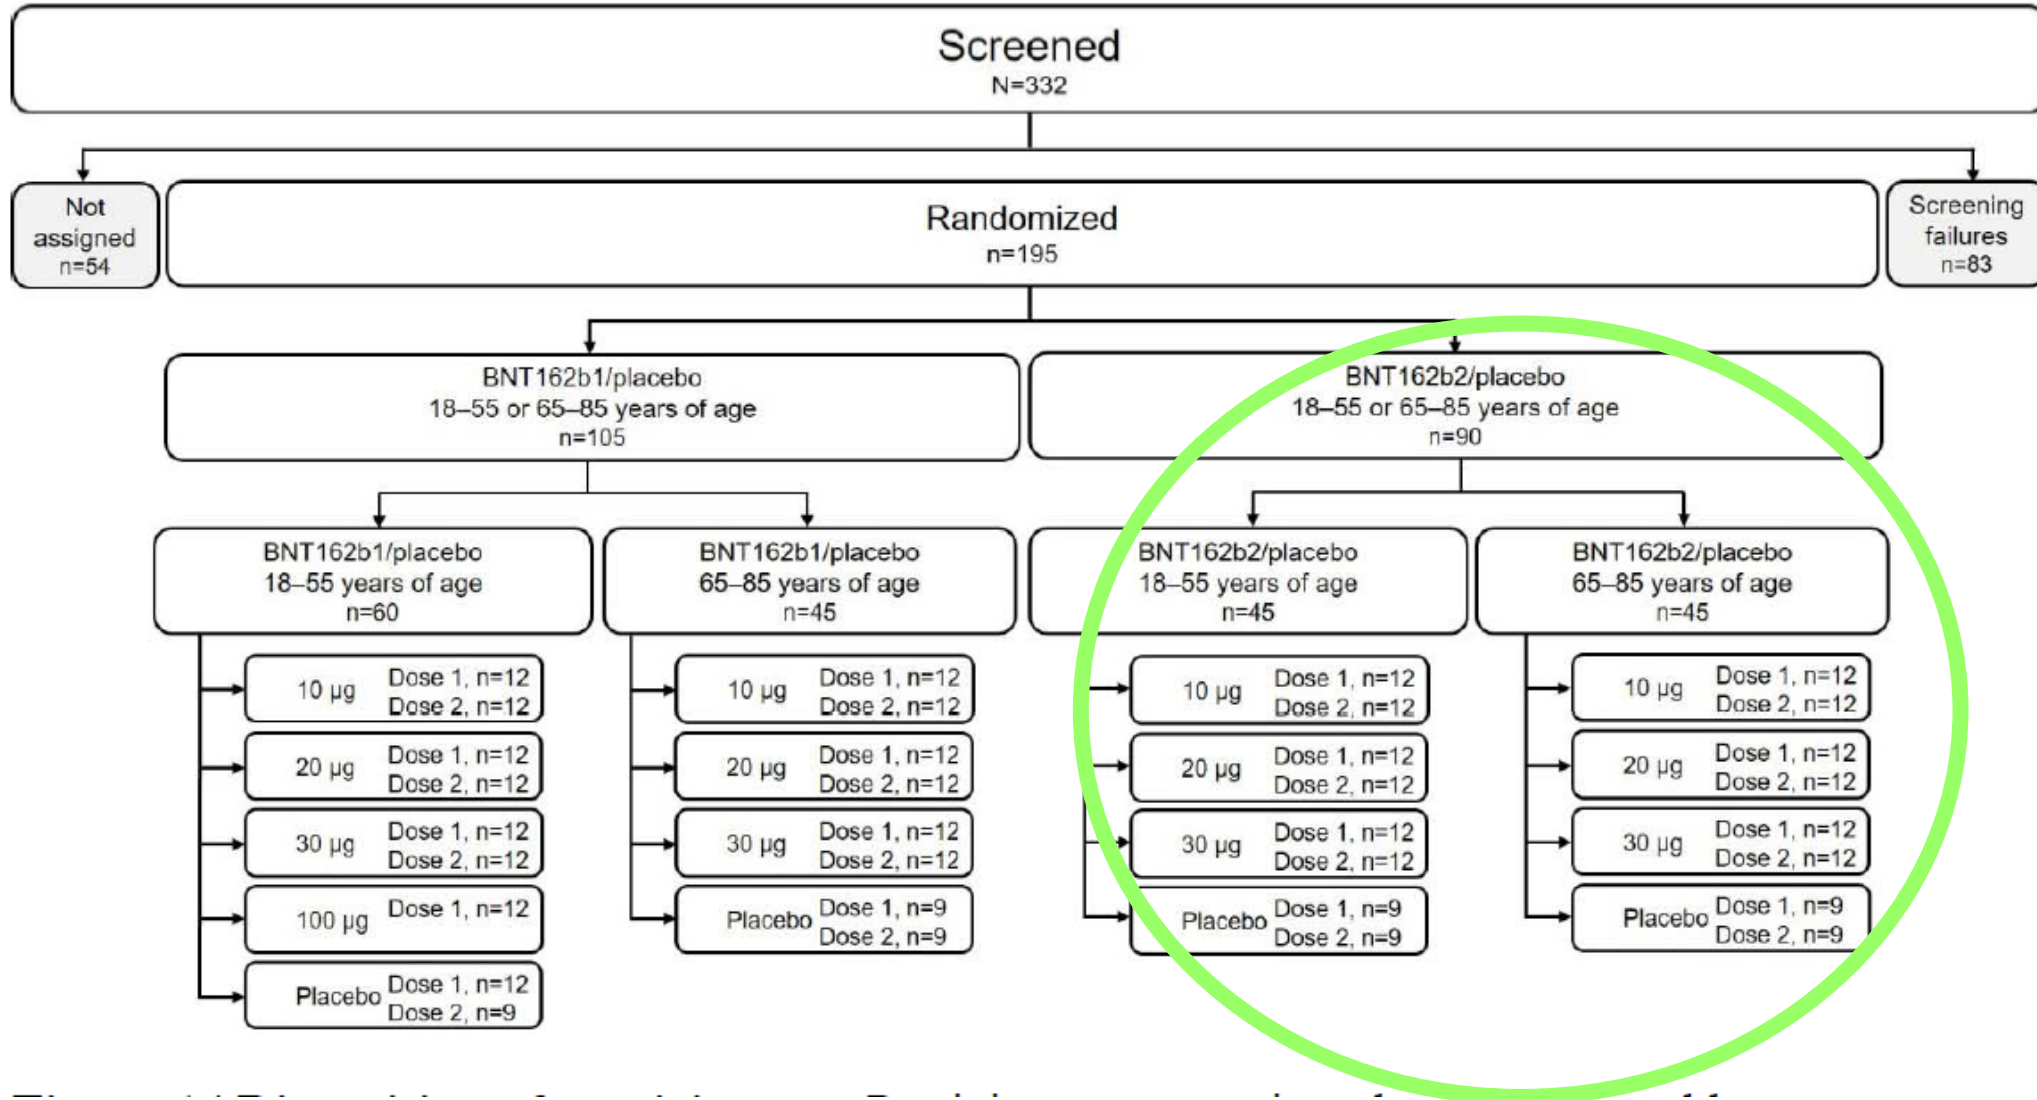 Screened
N=332
Not
assigned
n=54
Randomized
n=195
Screening
failures
n=83
BNT162b1/placebo
18–55 or 65–85 years of age
n=105
BNT162b2/placebo
18–55 or 65–85 years of age
n=90
BNT162b1/placebo
18–55 years of age
n=60
BNT162b1/placebo
65–85 years of age
n=45
BNT162b2/placebo
18–55 years of age
n=45
BNT162b2/placebo
65–85 years of age
n=45
10 µg Dose 1, n=12
Dose 2, n=12
20 µg Dose 1, n=12
Dose 2, n=12
30 µg Dose 1, n=12
Dose 2, n=12
100 µg Dose 1, n=12
Placebo Dose 1, n=12
Dose 2, n=9
10 µg Dose 1, n=12
Dose 2, n=12
20 µg Dose 1, n=12
Dose 2, n=12
30 µg Dose 1, n=12
Dose 2, n=12
Placebo Dose 1, n=9
Dose 2, n=9
10 µg Dose 1, n=12
Dose 2, n=12
20 µg Dose 1, n=12
Dose 2, n=12
30 µg Dose 1, n=12
Dose 2, n=12
Placebo Dose 1, n=9
Dose 2, n=9
10 µg Dose 1, n=12
Dose 2, n=12
20 µg Dose 1, n=12
Dose 2, n=12
30 µg Dose 1, n=12
Dose 2, n=12
Placebo Dose 1, n=9
Dose 2, n=9